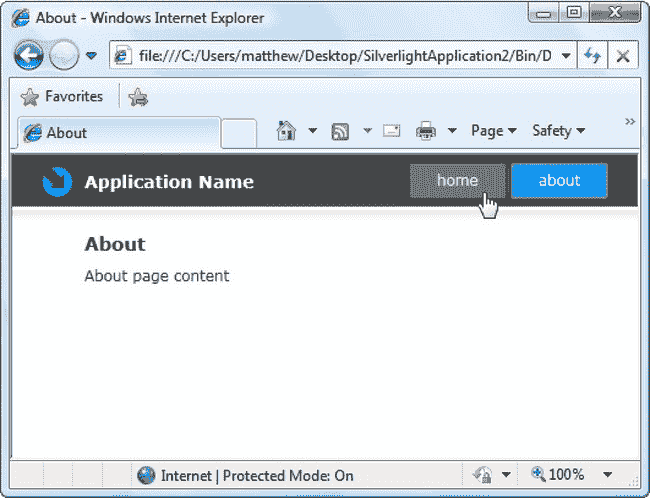 About - Windows Internet Explorer
file:///C:/Users/matthew/Desktop/SilverlightApplication2/Bin/D
Favorites
About
Page
Safety
»
Application Name
home
about
About
About page content
Internet | Protected Mode: On
100%